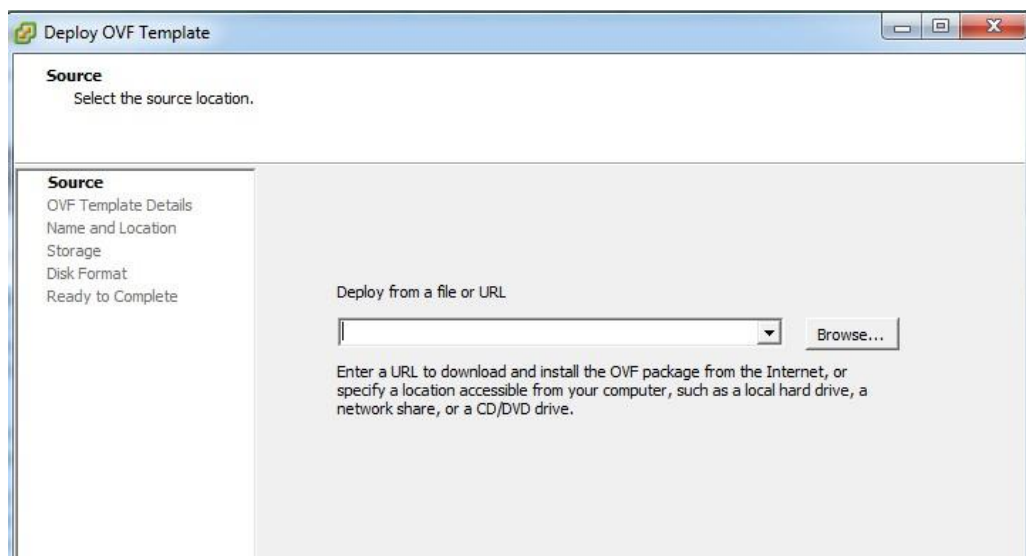 Deploy OVF Template
Source
Select the source location.
Source
OVF Template Details
Name and Location
Storage
Disk Format
Ready to Complete
Deploy from a file or URL
Browse...
Enter a URL to download and install the OVF package from the Internet, or
specify a location accessible from your computer, such as a local hard drive, a
network share, or a CD/DVD drive.